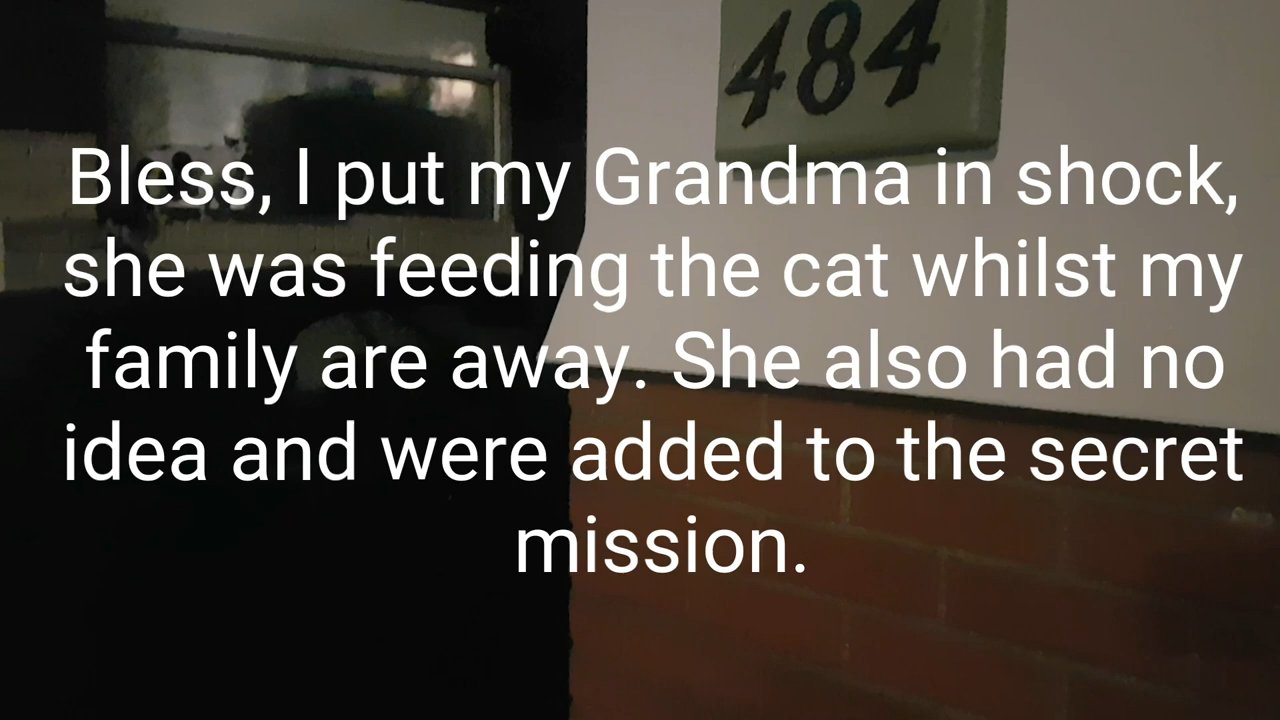 484
Bless, I put my Grandma in shock,
she was feeding the cat whilst my
family are away. She also had no
idea and were added to the secret
mission.